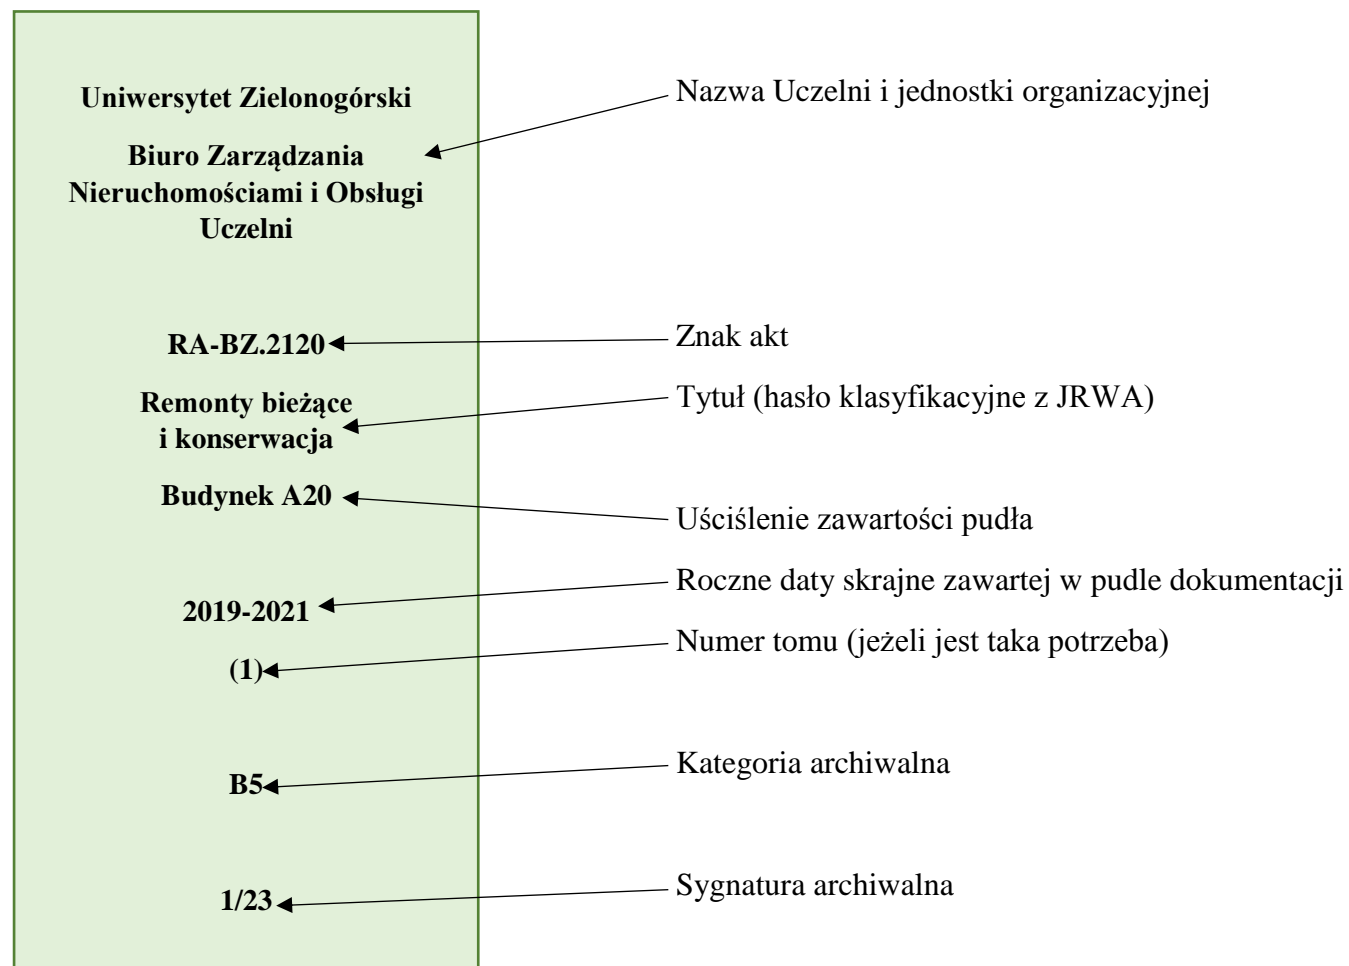 Uniwersytet Zielonogórski
Nazwa Uczelni i jednostki organizacyjnej
Biuro Zarządzania
Nieruchomościami i Obsługi
Uczelni
RA-BZ.2120
Znak akt
Remonty bieżące
i konserwacja
Tytuł (hasło klasyfikacyjne z JRWA)
Budynek A20
Uściślenie zawartości pudła
2019-2021
Roczne daty skrajne zawartej w pudle dokumentacji
(1)
Numer tomu (jeżeli jest taka potrzeba)
B5
Kategoria archiwalna
1/23
Sygnatura archiwalna